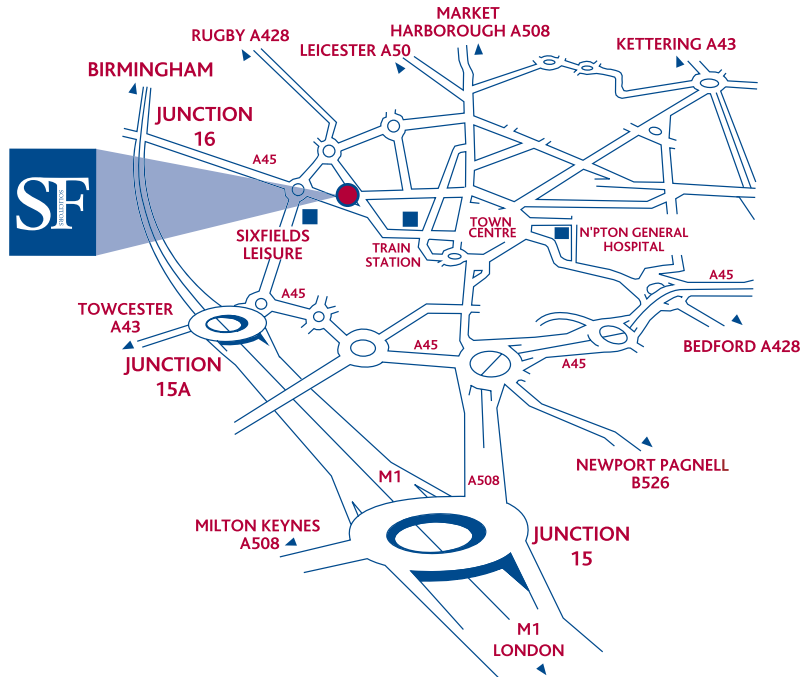 MARKET
HARBOROUGH A508
RUGBY A428
LEICESTER A50
KETTERING A43
BIRMINGHAM
JUNCTION
16
A45
SF
SOLICITORS
SIXFIELDS
LEISURE
TRAIN
STATION
TOWN
CENTRE
N'PTON GENERAL
HOSPITAL
A45
A45
TOWCESTER
A43
JUNCTION
15A
A45
A45
BEDFORD A428
NEWPORT PAGNELL
B526
M1
A508
MILTON KEYNES
A508
JUNCTION
15
M1
LONDON